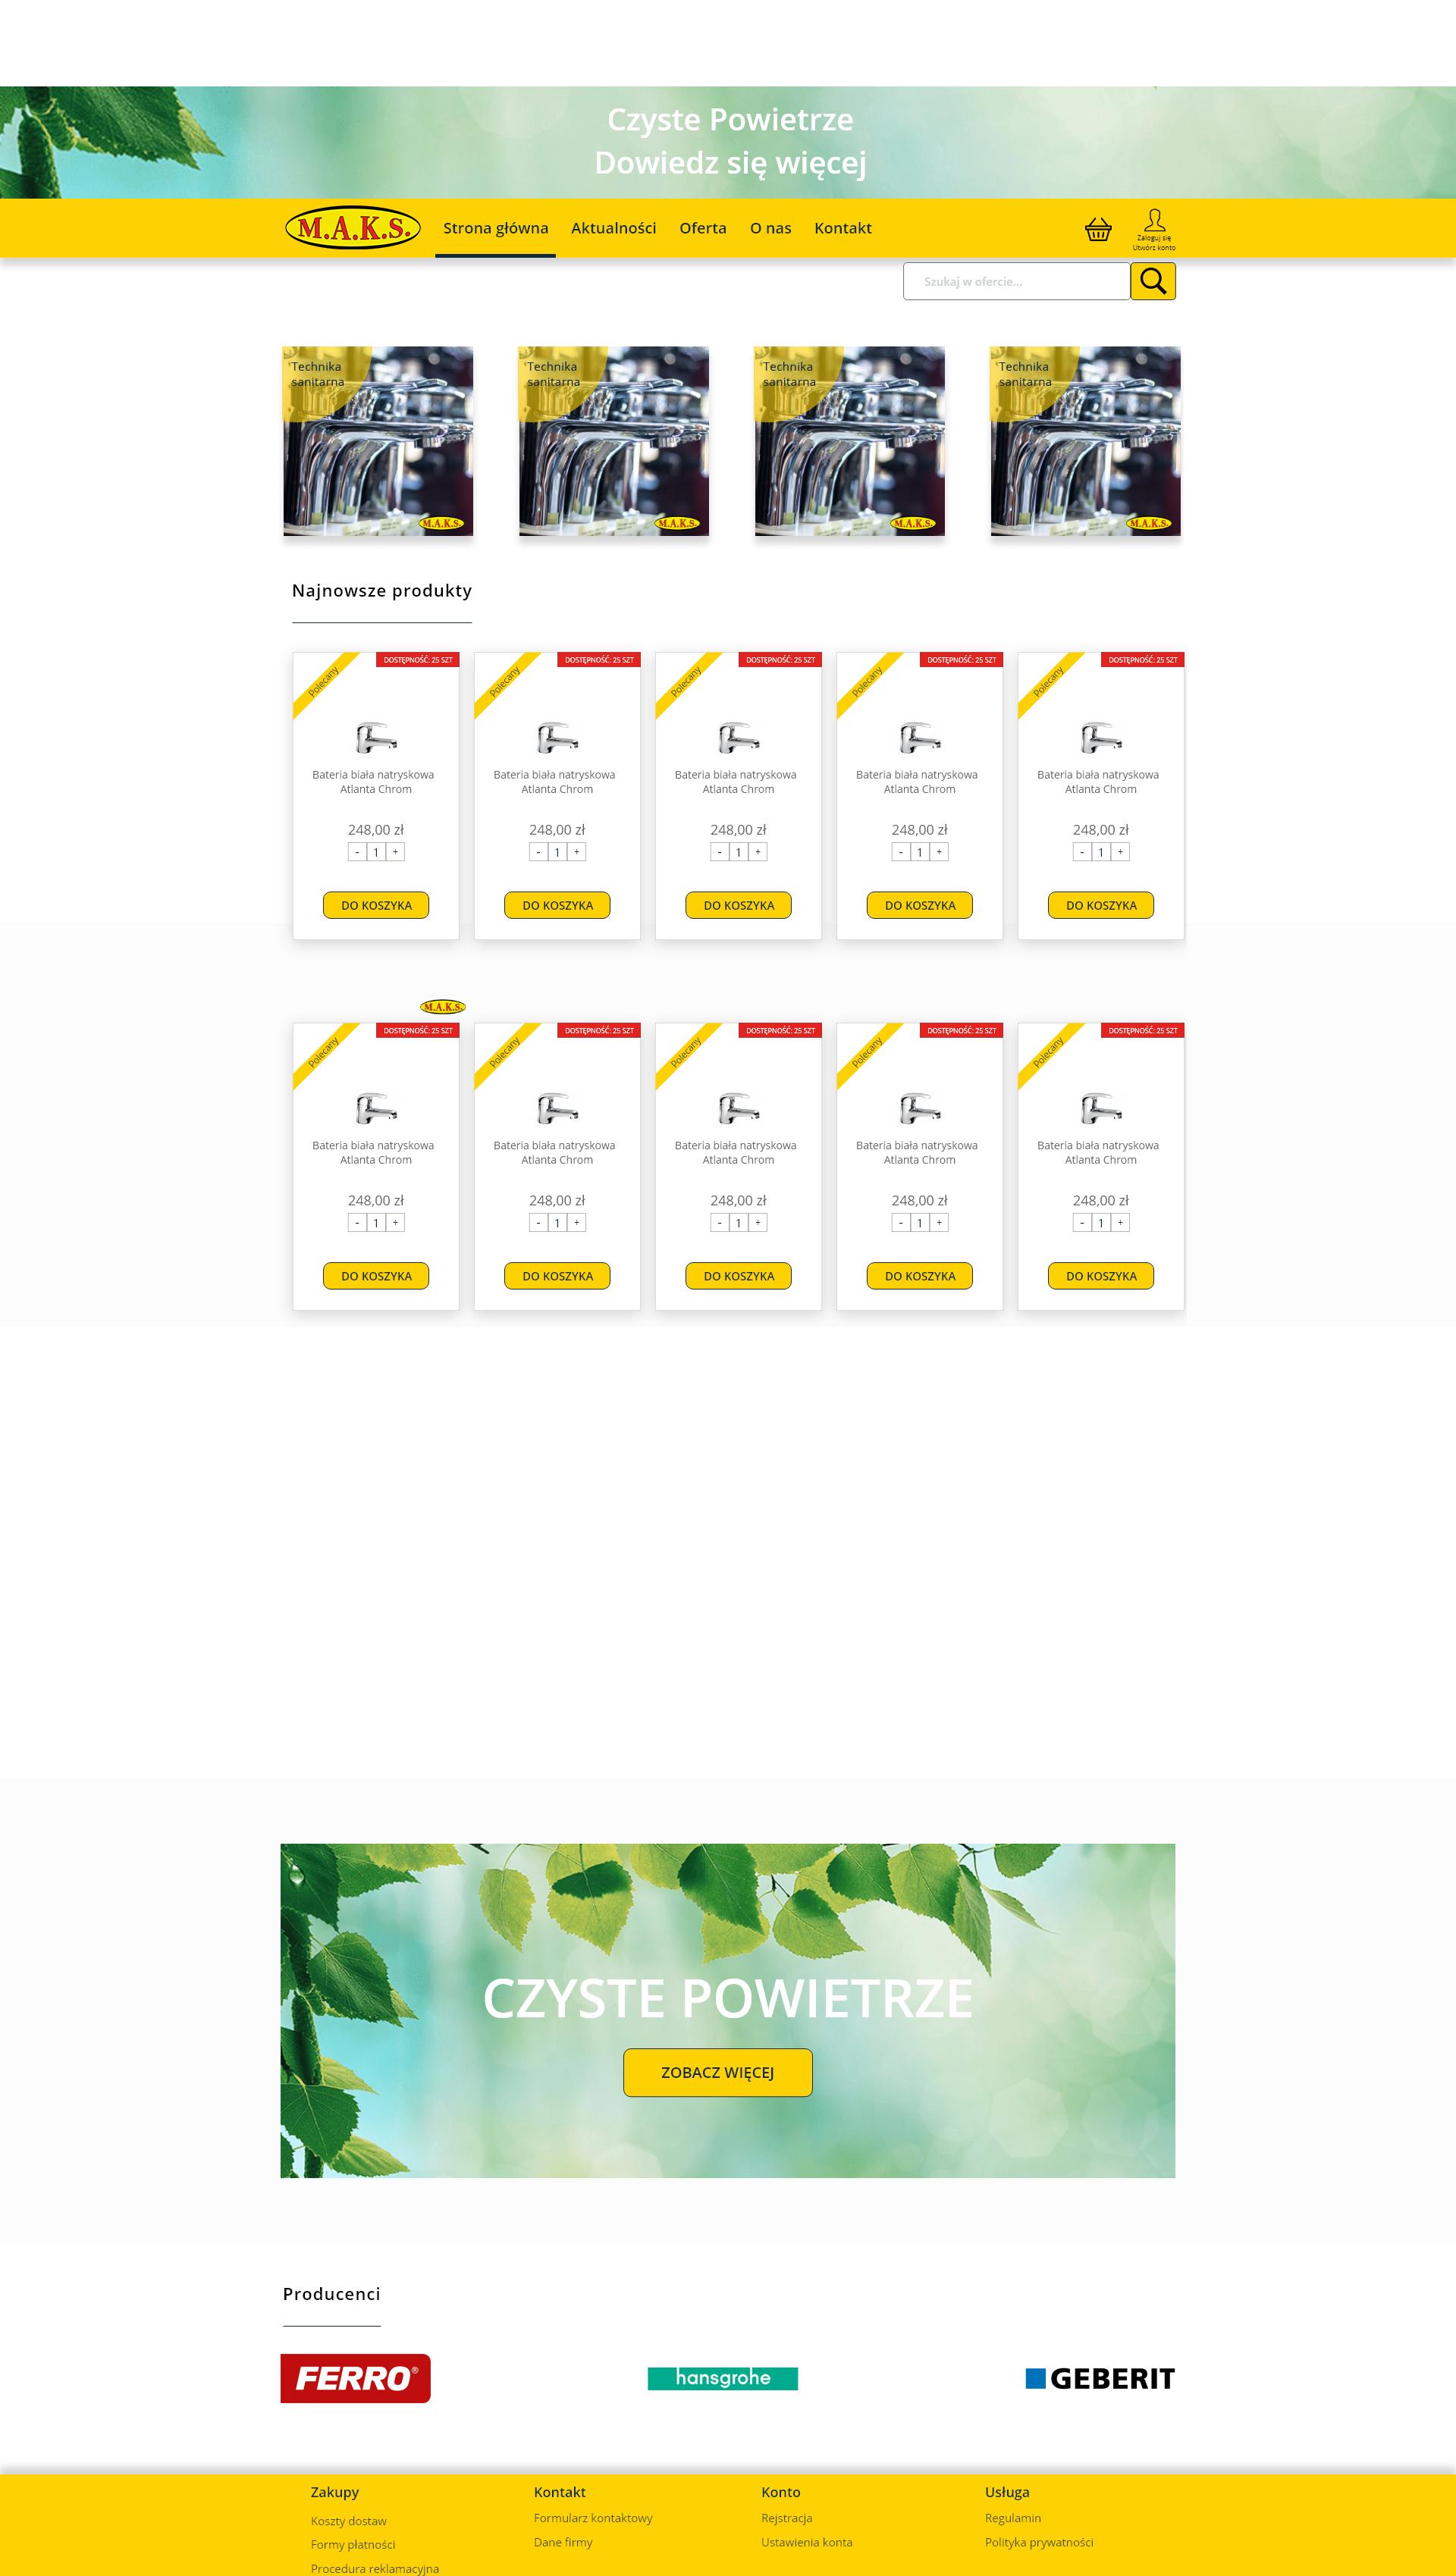 Czyste Powietrze
Dowiedz się więcej
M.A.K.S.
Strona główna
Aktualności
Oferta
O nas
Kontakt
Zaloguj się
Utwórz konto
Szukaj w ofercie...
Technika
sanitarna
M.A.K.S.
Technika
sanitarna
M.A.K.S.
Technika
sanitarna
M.A.K.S.
Technika
sanitarna
M.A.K.S.
Najnowsze produkty
Polecany
DOSTĘPNOŚĆ: 25 SZT
Bateria biała natryskowa
Atlanta Chrom
248,00 zł
- 1 +
DO KOSZYKA
Polecany
DOSTĘPNOŚĆ: 25 SZT
Bateria biała natryskowa
Atlanta Chrom
248,00 zł
- 1 +
DO KOSZYKA
Polecany
DOSTĘPNOŚĆ: 25 SZT
Bateria biała natryskowa
Atlanta Chrom
248,00 zł
- 1 +
DO KOSZYKA
Polecany
DOSTĘPNOŚĆ: 25 SZT
Bateria biała natryskowa
Atlanta Chrom
248,00 zł
- 1 +
DO KOSZYKA
Polecany
DOSTĘPNOŚĆ: 25 SZT
Bateria biała natryskowa
Atlanta Chrom
248,00 zł
- 1 +
DO KOSZYKA
M.A.K.S.
Polecany
DOSTĘPNOŚĆ: 25 SZT
Bateria biała natryskowa
Atlanta Chrom
248,00 zł
- 1 +
DO KOSZYKA
Polecany
DOSTĘPNOŚĆ: 25 SZT
Bateria biała natryskowa
Atlanta Chrom
248,00 zł
- 1 +
DO KOSZYKA
Polecany
DOSTĘPNOŚĆ: 25 SZT
Bateria biała natryskowa
Atlanta Chrom
248,00 zł
- 1 +
DO KOSZYKA
Polecany
DOSTĘPNOŚĆ: 25 SZT
Bateria biała natryskowa
Atlanta Chrom
248,00 zł
- 1 +
DO KOSZYKA
Polecany
DOSTĘPNOŚĆ: 25 SZT
Bateria biała natryskowa
Atlanta Chrom
248,00 zł
- 1 +
DO KOSZYKA
CZYSTE POWIETRZE
ZOBACZ WIĘCEJ
Producenci
FERRO®
hansgrohe
GEBERIT
Zakupy
Koszty dostaw
Formy płatności
Procedura reklamacyjna
Kontakt
Formularz kontaktowy
Dane firmy
Konto
Rejstracja
Ustawienia konta
Usługa
Regulamin
Polityka prywatności